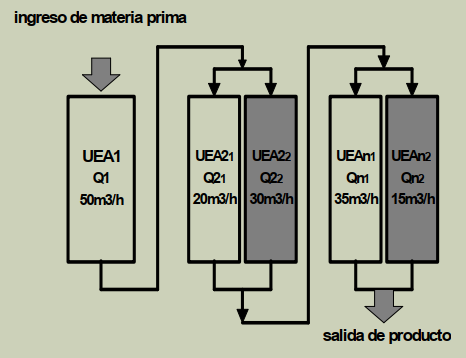 ingreso de materia prima
UEA1
Q1
50m3/h
UEA21
Q21
20m3/h
UEA22
Q22
30m3/h
UEAn1
Qn1
35m3/h
UEAn2
Qn2
15m3/h
salida de producto